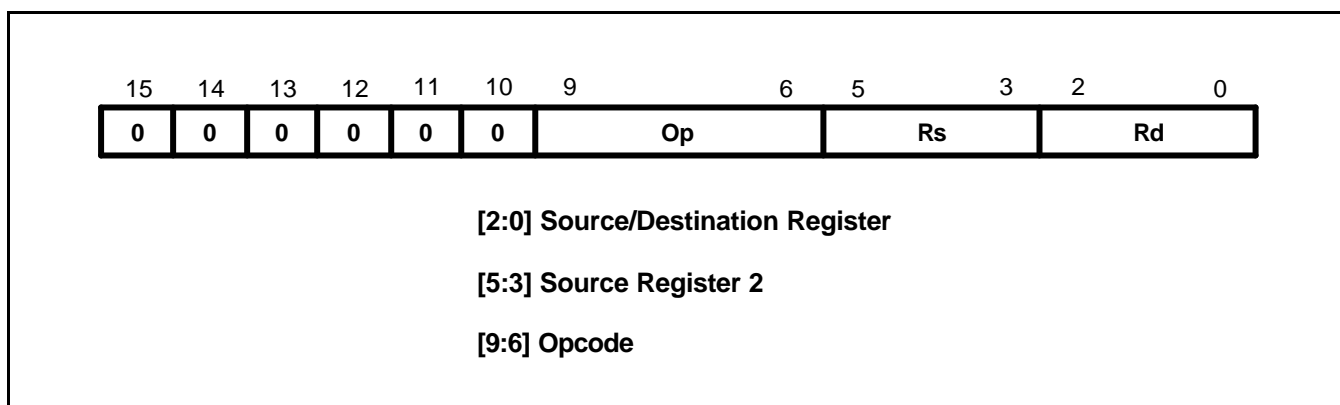 15 14 13 12 11 10 9 6 5 3 2 0
0 0 0 0 0 0 Op Rs Rd
[2:0] Source/Destination Register
[5:3] Source Register 2
[9:6] Opcode